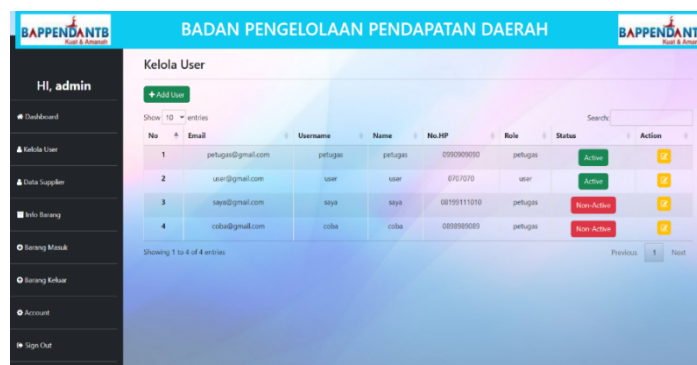 BAPPENDANTB
Kuat & Amanah
BADAN PENGELOLAAN PENDAPATAN DAERAH
BAPPENDANT
Kuat & Aman
HI, admin
Dashboard
Kelola User
Data Supplier
Info Barang
Barang Masuk
Barang Keluar
Account
Sign Out
Kelola User
+ Add User
Show 10 entries
Search:
No Email Username Name No.HP Role Status Action
1 petugas@gmail.com petugas petugas 0990909090 petugas Active
2 user@gmail.com user user 0707070 user Active
3 saya@gmail.com saya saya 08199111010 petugas Non-Active
4 coba@gmail.com coba coba 0898989089 petugas Non-Active
Showing 1 to 4 of 4 entries
Previous 1 Next